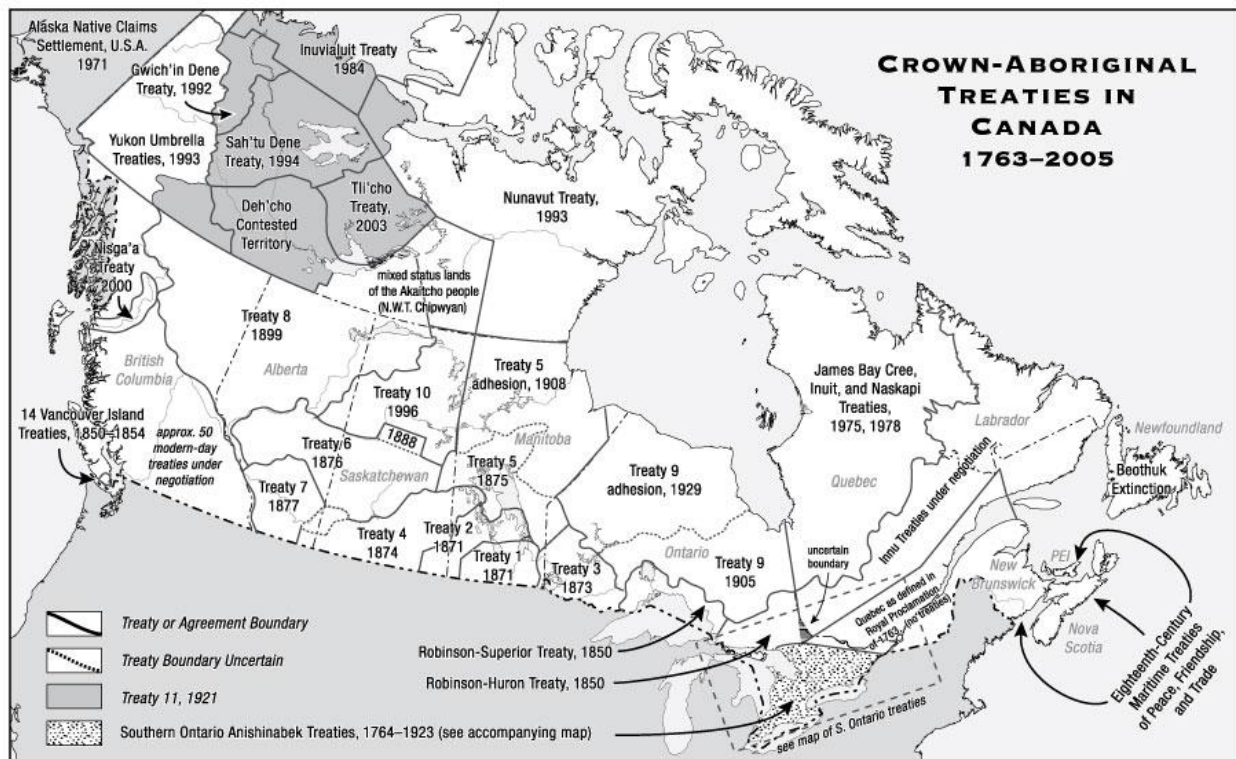 CROWN-ABORIGINAL
TREATIES IN
CANADA
1763–2005
Alaska Native Claims
Settlement, U.S.A.
1971
Gwich'in Dene
Treaty, 1992
Inuvialuit Treaty
1984
Yukon Umbrella
Treaties, 1993
Sah'tu Dene
Treaty, 1994
Deh'cho
Contested
Territory
Tli'cho
Treaty,
2003
Nunavut Treaty,
1993
Nisga'a
Treaty
2000
mixed status lands
of the Akaitcho people
(N.W.T. Chipwyan)
Treaty 8
1899
British
Columbia
Alberta
Treaty 10
1996
1888
Treaty 5
adhesion, 1908
Manitoba
James Bay Cree,
Inuit, and Naskapi
Treaties,
1975, 1978
Labrador
Newfoundland
Beothuk
Extinction
14 Vancouver Island
Treaties, 1850–1854
approx. 50
modern-day
treaties under
negotiation
Treaty 6
1876
Saskatchewan
Treaty 5
1875
Treaty 9
adhesion, 1929
Quebec
Innu Treaties under negotiation
Treaty 7
1877
Treaty 4
1874
Treaty 2
1871
Treaty 1
1871
Treaty 3
1873
Ontario
Treaty 9
1905
uncertain
boundary
Quebec as defined in
Royal Proclamation
of 1763 (no treaties)
New
Brunswick
PEI
Nova
Scotia
Eighteenth-Century
Maritime Treaties
of Peace, Friendship,
and Trade
Robinson-Superior Treaty, 1850
Robinson-Huron Treaty, 1850
see map of S. Ontario treaties
Treaty or Agreement Boundary
Treaty Boundary Uncertain
Treaty 11, 1921
Southern Ontario Anishinabek Treaties, 1764–1923 (see accompanying map)